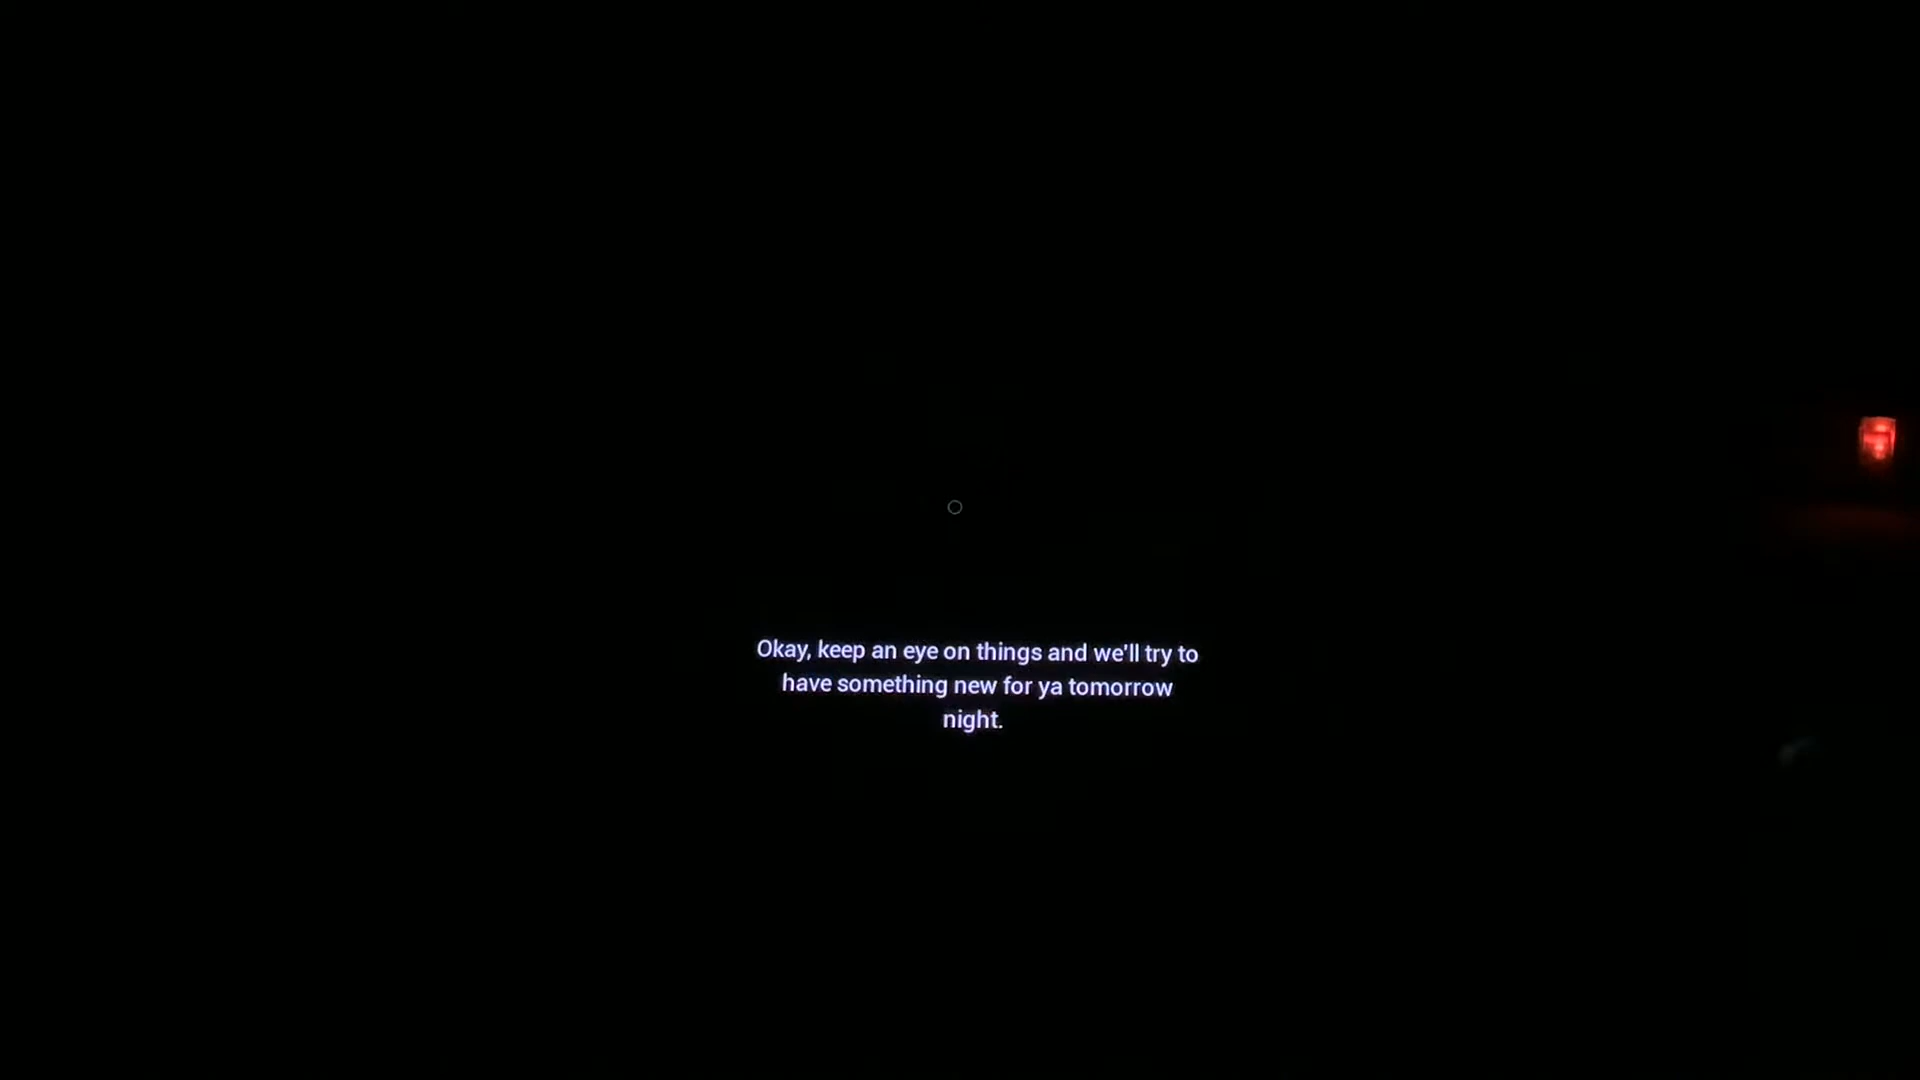 Okay, keep an eye on things and we'll try to
have something new for ya tomorrow
night.